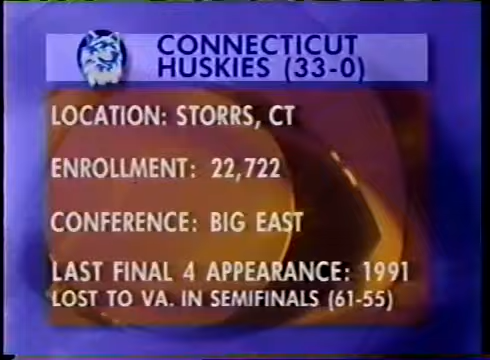 CONNECTICUT
HUSKIES (33-0)
LOCATION: STORRS, CT
ENROLLMENT: 22,722
CONFERENCE: BIG EAST
LAST FINAL 4 APPEARANCE: 1991
LOST TO VA. IN SEMIFINALS (61-55)